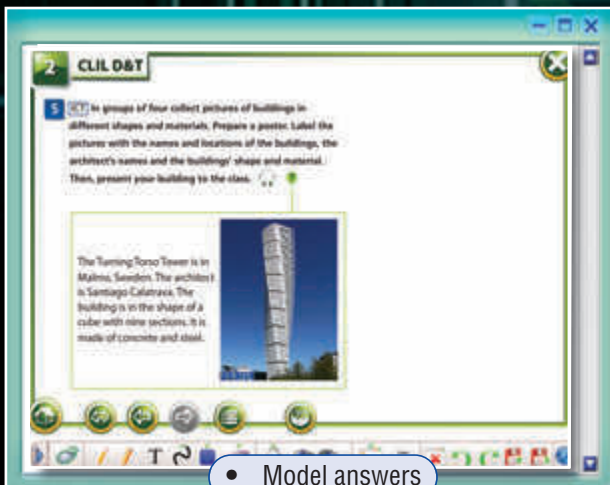 2 CLIL D&T
5 ICT In groups of four collect pictures of buildings in
different shapes and materials. Prepare a poster. Label the
pictures with the names and locations of the buildings, the
architect's names and the buildings' shape and material.
Then, present your building to the class.
The Turning Torso Tower is in
Malmo, Sweden. The architect
is Santiago Calatrava. The
building is in the shape of a
cube with nine sections. It is
made of concrete and steel.
T
• Model answers